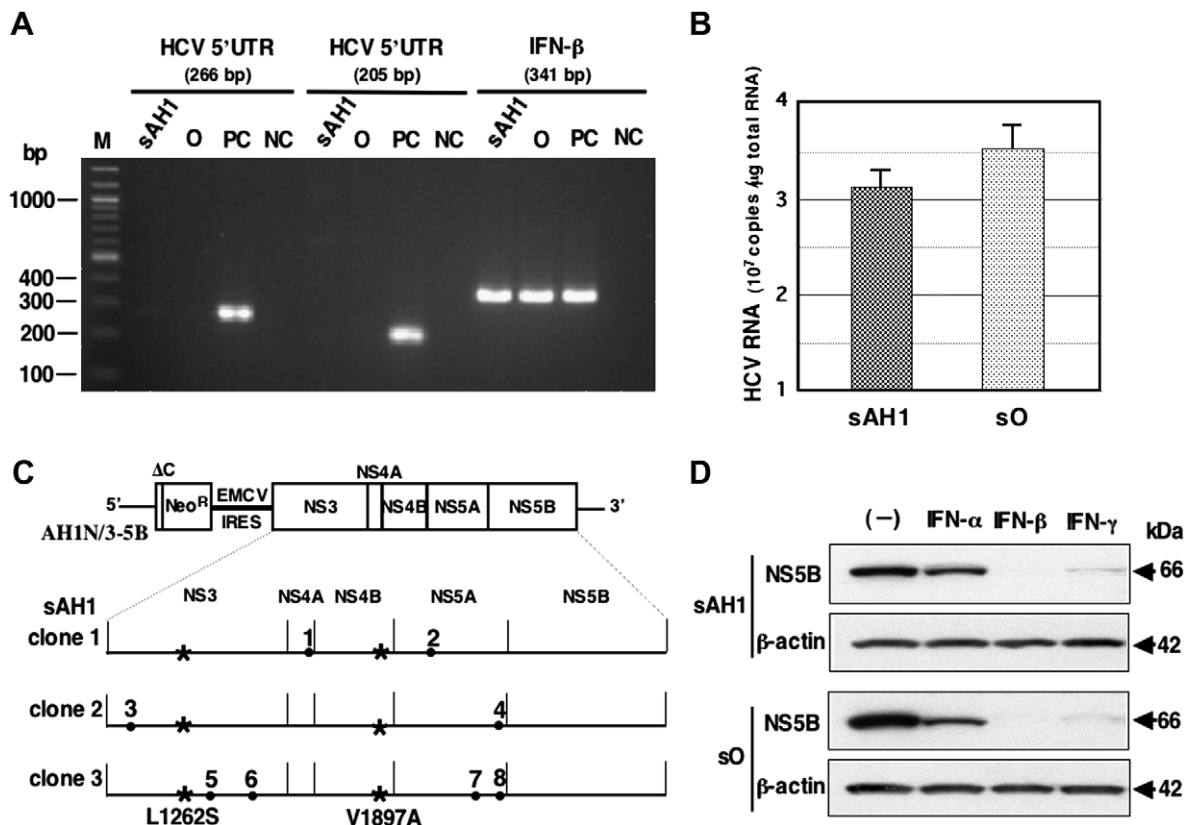 A
HCV 5'UTR HCV 5'UTR IFN-β
(266 bp) (205 bp) (341 bp)
bp M sAH1 O PC NC sAH1 O PC NC sAH1 O PC NC
1000
400
300
200
100
B
HCV RNA (10⁷ copies /μg total RNA)
4
3
2
1
sAH1 sO
C
ΔC NS4A
5' Neoᴿ EMCV IRES NS3 NS4B NS5A NS5B 3'
AH1N/3-5B
sAH1 NS3 NS4A NS4B NS5A NS5B
clone 1 * 1 * 2
clone 2 3 * * 4
clone 3 * 5 6 * 7 8
L1262S V1897A
D
(−) IFN-α IFN-β IFN-γ kDa
sAH1
NS5B 66
β-actin 42
sO
NS5B 66
β-actin 42